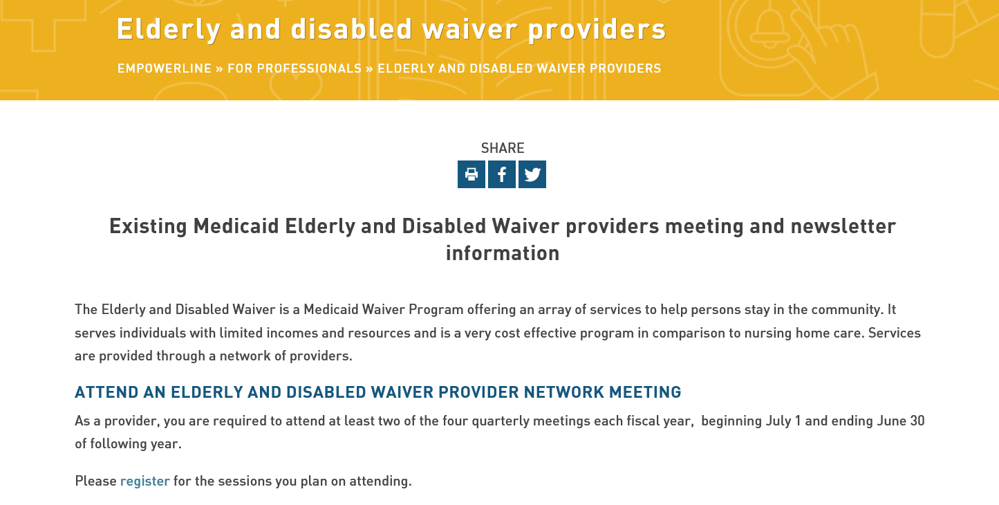 Elderly and disabled waiver providers
EMPOWERLINE » FOR PROFESSIONALS » ELDERLY AND DISABLED WAIVER PROVIDERS
SHARE
Existing Medicaid Elderly and Disabled Waiver providers meeting and newsletter
information
The Elderly and Disabled Waiver is a Medicaid Waiver Program offering an array of services to help persons stay in the community. It
serves individuals with limited incomes and resources and is a very cost effective program in comparison to nursing home care. Services
are provided through a network of providers.
ATTEND AN ELDERLY AND DISABLED WAIVER PROVIDER NETWORK MEETING
As a provider, you are required to attend at least two of the four quarterly meetings each fiscal year,  beginning July 1 and ending June 30
of following year.
Please register for the sessions you plan on attending.